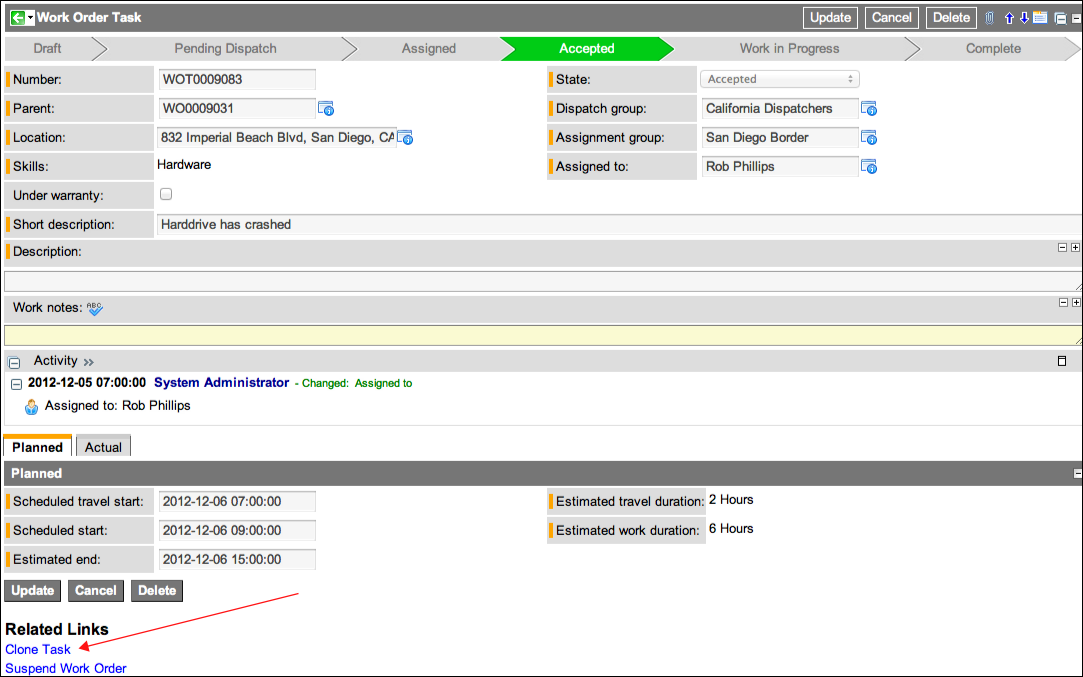 Work Order Task Update Cancel Delete
Draft Pending Dispatch Assigned Accepted Work in Progress Complete
Number: WOT0009083 State: Accepted
Parent: WO0009031 Dispatch group: California Dispatchers
Location: 832 Imperial Beach Blvd, San Diego, CA Assignment group: San Diego Border
Skills: Hardware Assigned to: Rob Phillips
Under warranty:
Short description: Harddrive has crashed
Description:
Work notes: ABC
Activity
2012-12-05 07:00:00 System Administrator - Changed: Assigned to
Assigned to: Rob Phillips
Planned Actual
Planned
Scheduled travel start: 2012-12-06 07:00:00 Estimated travel duration: 2 Hours
Scheduled start: 2012-12-06 09:00:00 Estimated work duration: 6 Hours
Estimated end: 2012-12-06 15:00:00
Update Cancel Delete
Related Links
Clone Task
Suspend Work Order